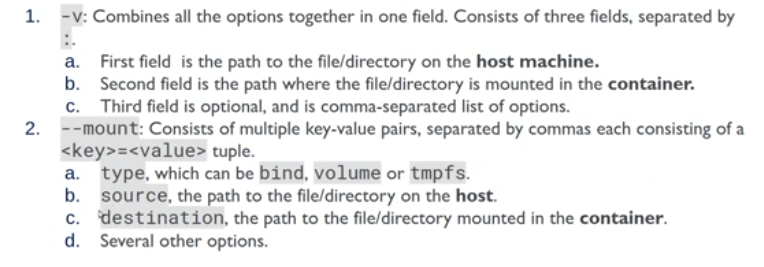 1. -v: Combines all the options together in one field. Consists of three fields, separated by
:.
a. First field is the path to the file/directory on the host machine.
b. Second field is the path where the file/directory is mounted in the container.
c. Third field is optional, and is comma-separated list of options.
2. --mount: Consists of multiple key-value pairs, separated by commas each consisting of a
<key>=<value> tuple.
a. type, which can be bind, volume or tmpfs.
b. source, the path to the file/directory on the host.
c. destination, the path to the file/directory mounted in the container.
d. Several other options.